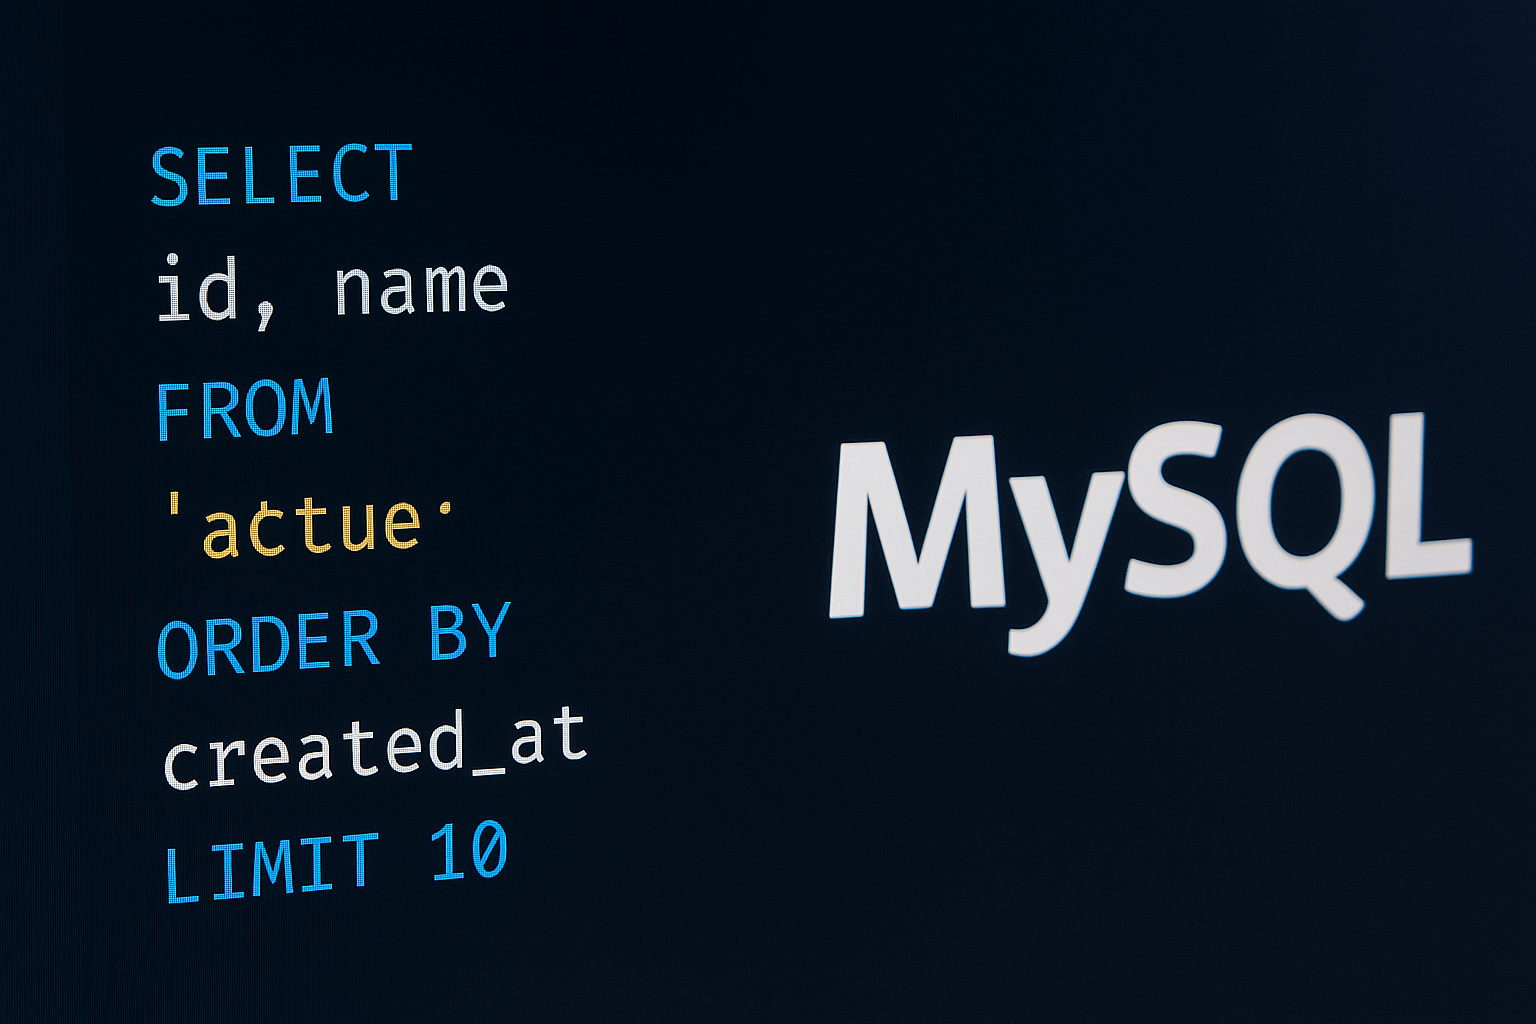 SELECT
id, name
FROM
'actue·
ORDER BY
created_at
LIMIT 10
MySQL